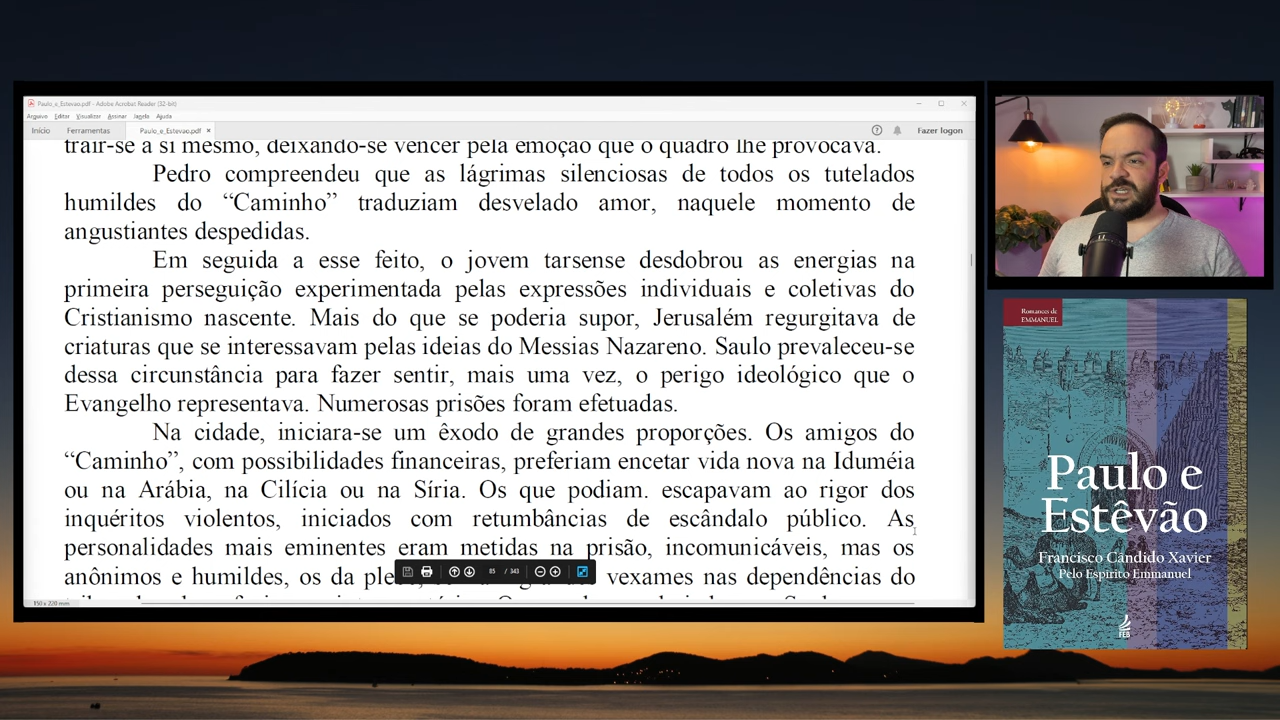 Paulo_e_Estevao.pdf - Adobe Acrobat Reader (32-bit)
Arquivo Editar Visualizar Assinar Janela Ajuda
Início Ferramentas Paulo_e_Estevao.pdf × Fazer logon
trair-se a si mesmo, deixando-se vencer pela emoção que o quadro lhe provocava.
Pedro compreendeu que as lágrimas silenciosas de todos os tutelados
humildes do “Caminho” traduziam desvelado amor, naquele momento de
angustiantes despedidas.
Em seguida a esse feito, o jovem tarsense desdobrou as energias na
primeira perseguição experimentada pelas expressões individuais e coletivas do
Cristianismo nascente. Mais do que se poderia supor, Jerusalém regurgitava de
criaturas que se interessavam pelas ideias do Messias Nazareno. Saulo prevaleceu-se
dessa circunstância para fazer sentir, mais uma vez, o perigo ideológico que o
Evangelho representava. Numerosas prisões foram efetuadas.
Na cidade, iniciara-se um êxodo de grandes proporções. Os amigos do
“Caminho”, com possibilidades financeiras, preferiam encetar vida nova na Iduméia
ou na Arábia, na Cilícia ou na Síria. Os que podiam. escapavam ao rigor dos
inquéritos violentos, iniciados com retumbâncias de escândalo público. As
personalidades mais eminentes eram metidas na prisão, incomunicáveis, mas os
anônimos e humildes, os da vexames nas dependências do
85 / 343
150 x 220 mm
Romances de
EMMANUEL
Paulo e
Estêvão
Francisco Cândido Xavier
Pelo Espírito Emmanuel
FEB